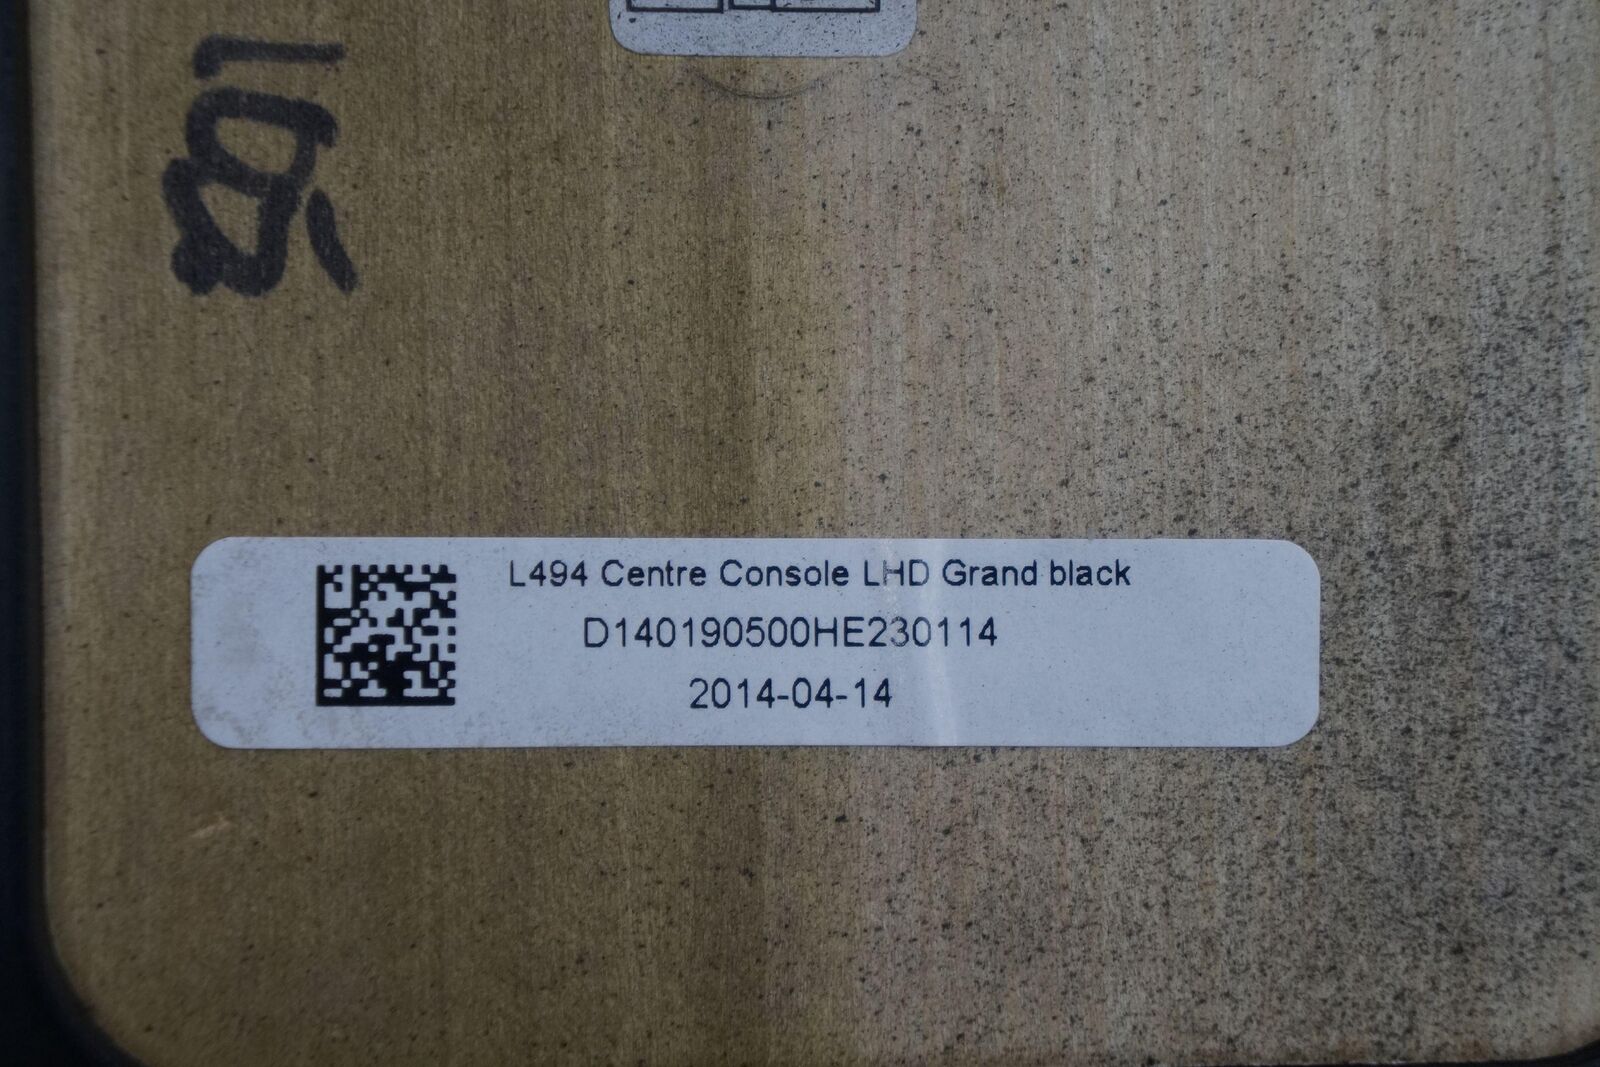 L494 Centre Console LHD Grand black
D140190500HE230114
2014-04-14